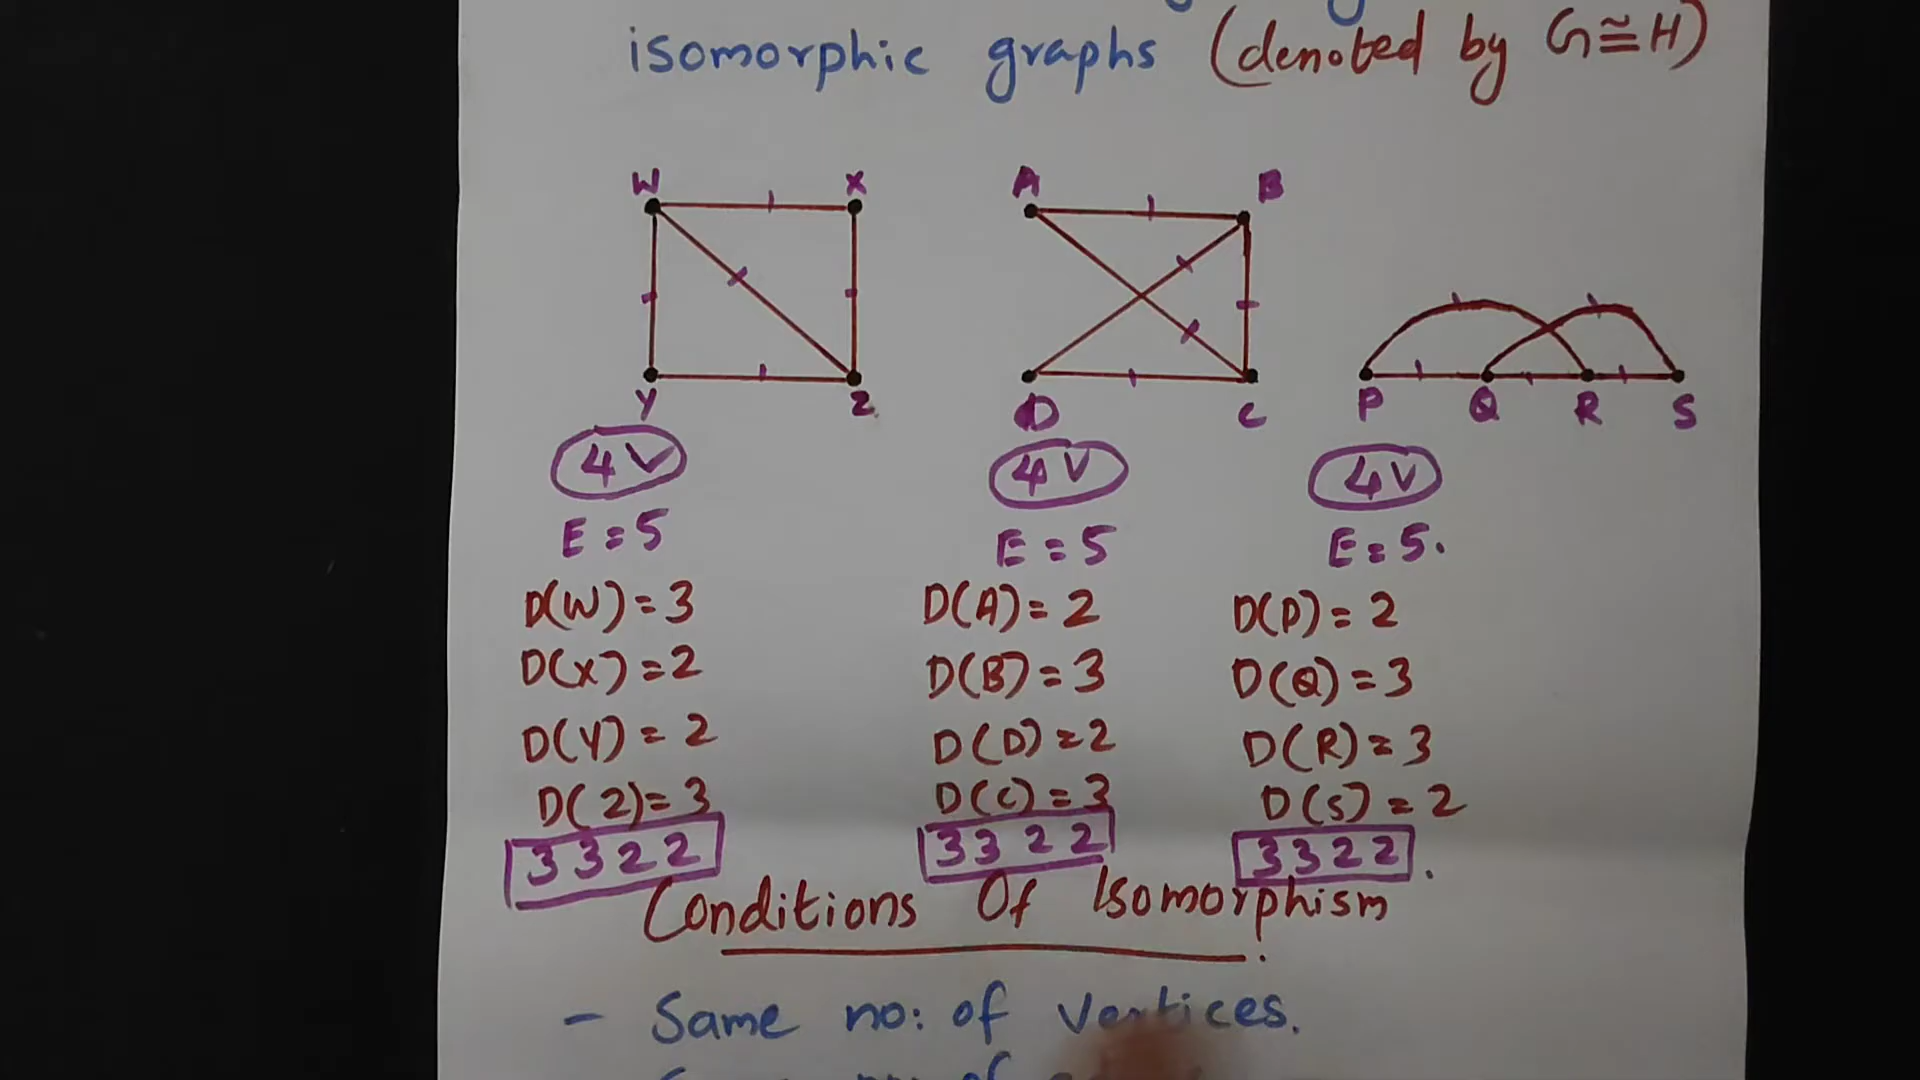 isomorphic graphs (denoted by G≅H)
W X A B
Y Z D C P Q R S
4V 4V 4V
E=5 E=5 E=5.
D(W)=3 D(A)=2 D(P)=2
D(X)=2 D(B)=3 D(Q)=3
D(Y)=2 D(D)=2 D(R)=3
D(Z)=3 D(C)=3 D(S)=2
3322 3322 3322.
Conditions Of Isomorphism
- Same no: of vertices.